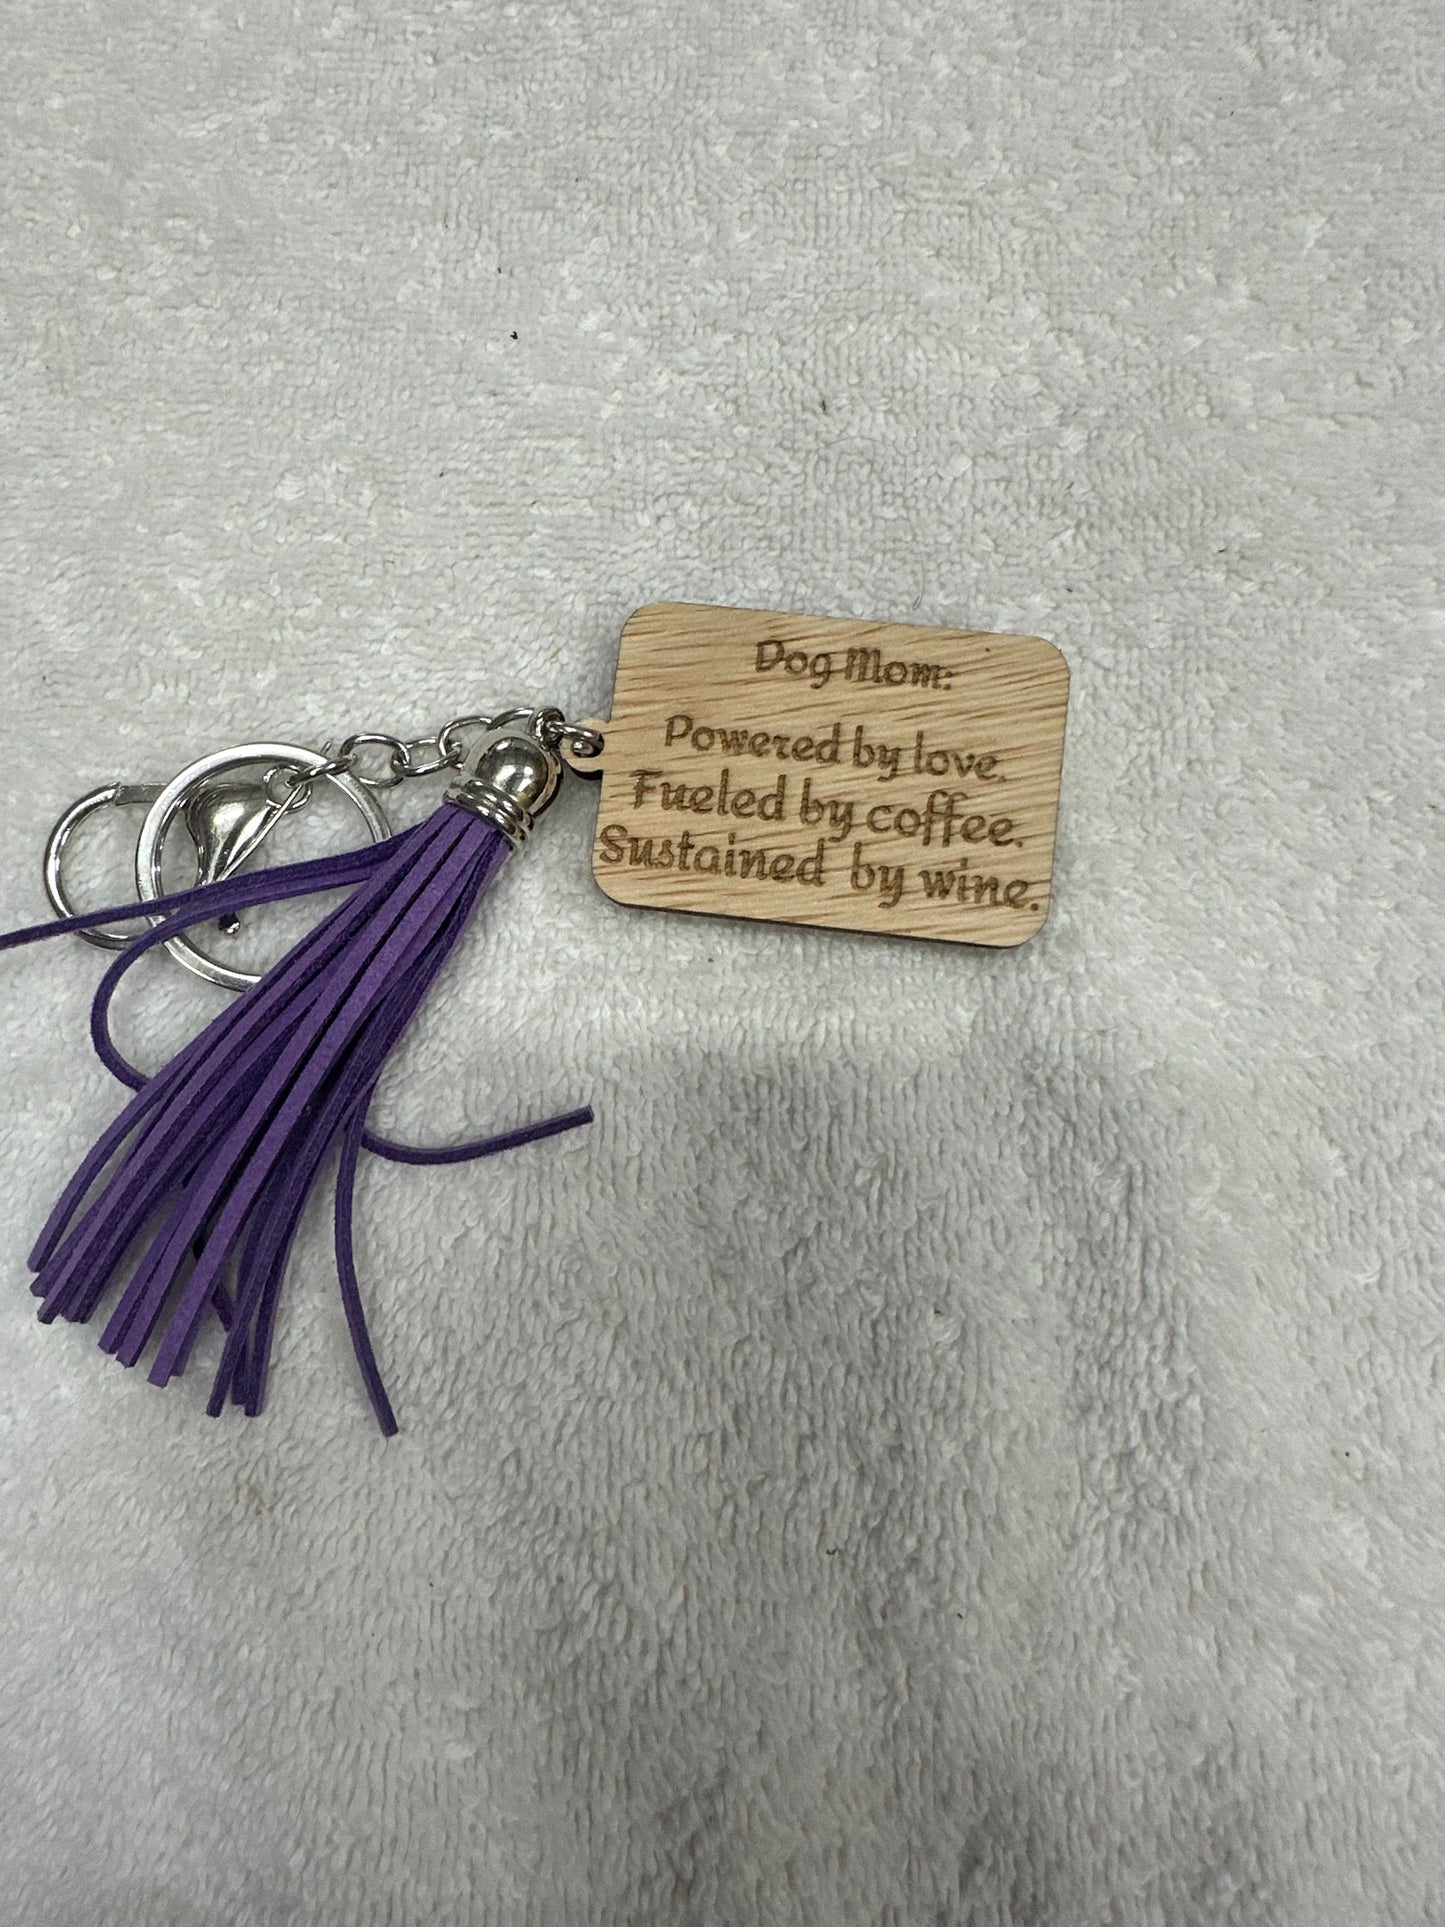 Dog Mom:
Powered by love.
Fueled by coffee.
Sustained by wine.